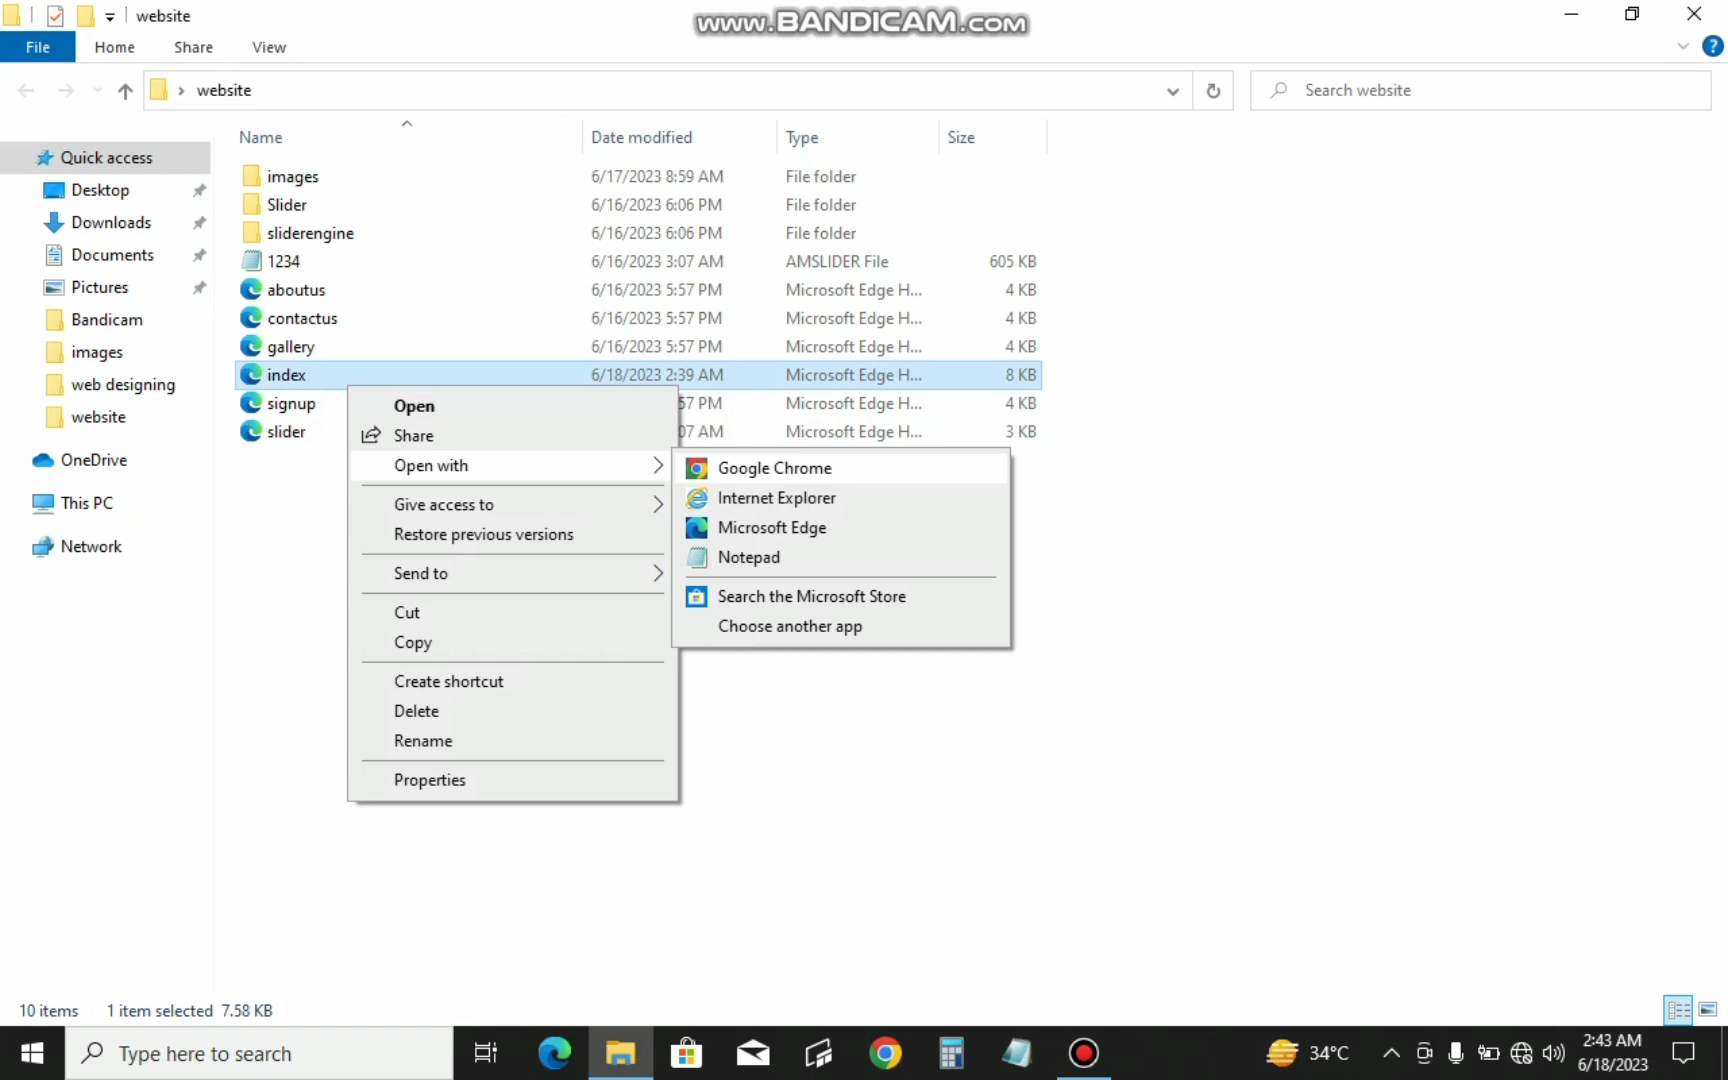 website
www.BANDICAM.com
File Home Share View
website
Search website
Name Date modified Type Size
Quick access
Desktop
Downloads
Documents
Pictures
Bandicam
images
web designing
website
OneDrive
This PC
Network
images 6/17/2023 8:59 AM File folder
Slider 6/16/2023 6:06 PM File folder
sliderengine 6/16/2023 6:06 PM File folder
1234 6/16/2023 3:07 AM AMSLIDER File 605 KB
aboutus 6/16/2023 5:57 PM Microsoft Edge H... 4 KB
contactus 6/16/2023 5:57 PM Microsoft Edge H... 4 KB
gallery 6/16/2023 5:57 PM Microsoft Edge H... 4 KB
index 6/18/2023 2:39 AM Microsoft Edge H... 8 KB
signup 57 PM Microsoft Edge H... 4 KB
slider 07 AM Microsoft Edge H... 3 KB
Open
Share
Open with
Give access to
Restore previous versions
Send to
Cut
Copy
Create shortcut
Delete
Rename
Properties
Google Chrome
Internet Explorer
Microsoft Edge
Notepad
Search the Microsoft Store
Choose another app
10 items 1 item selected 7.58 KB
Type here to search
34°C
2:43 AM
6/18/2023